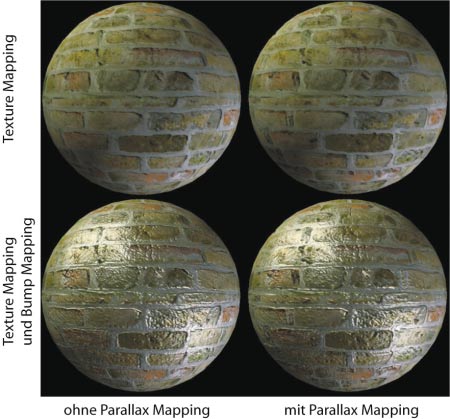 Texture Mapping
Texture Mapping
und Bump Mapping
ohne Parallax Mapping
mit Parallax Mapping